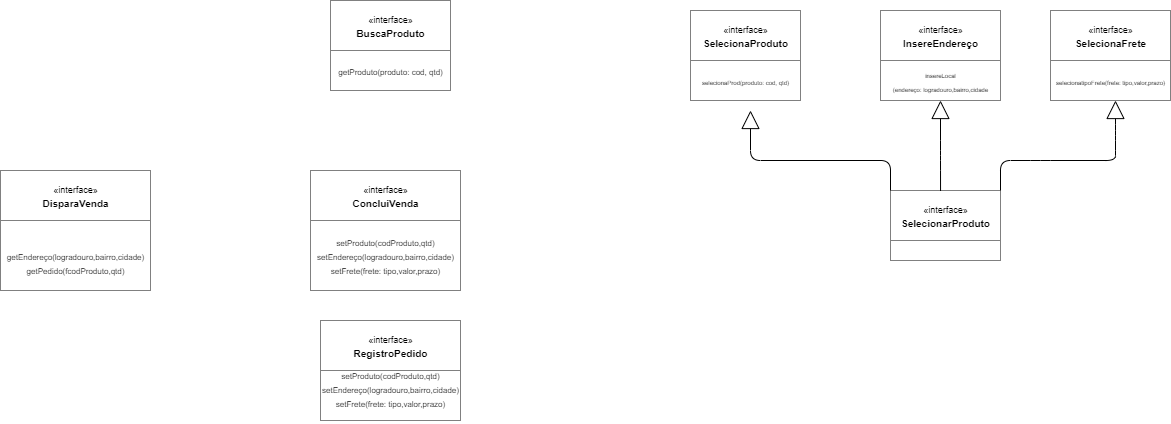 «interface»
BuscaProduto
getProduto(produto: cod, qtd)
«interface»
SelecionaProduto
selecionaProd(produto: cod, qtd)
«interface»
InsereEndereço
insereLocal
(endereço: logradouro,bairro,cidade
«interface»
SelecionaFrete
selecionatipoFrete(frete: tipo,valor,prazo)
«interface»
DisparaVenda
getEndereço(logradouro,bairro,cidade)
getPedido(fcodProduto,qtd)
«interface»
ConcluíVenda
setProduto(codProduto,qtd)
setEndereço(logradouro,bairro,cidade)
setFrete(frete: tipo,valor,prazo)
«interface»
SelecionarProduto
«interface»
RegistroPedido
setProduto(codProduto,qtd)
setEndereço(logradouro,bairro,cidade)
setFrete(frete: tipo,valor,prazo)